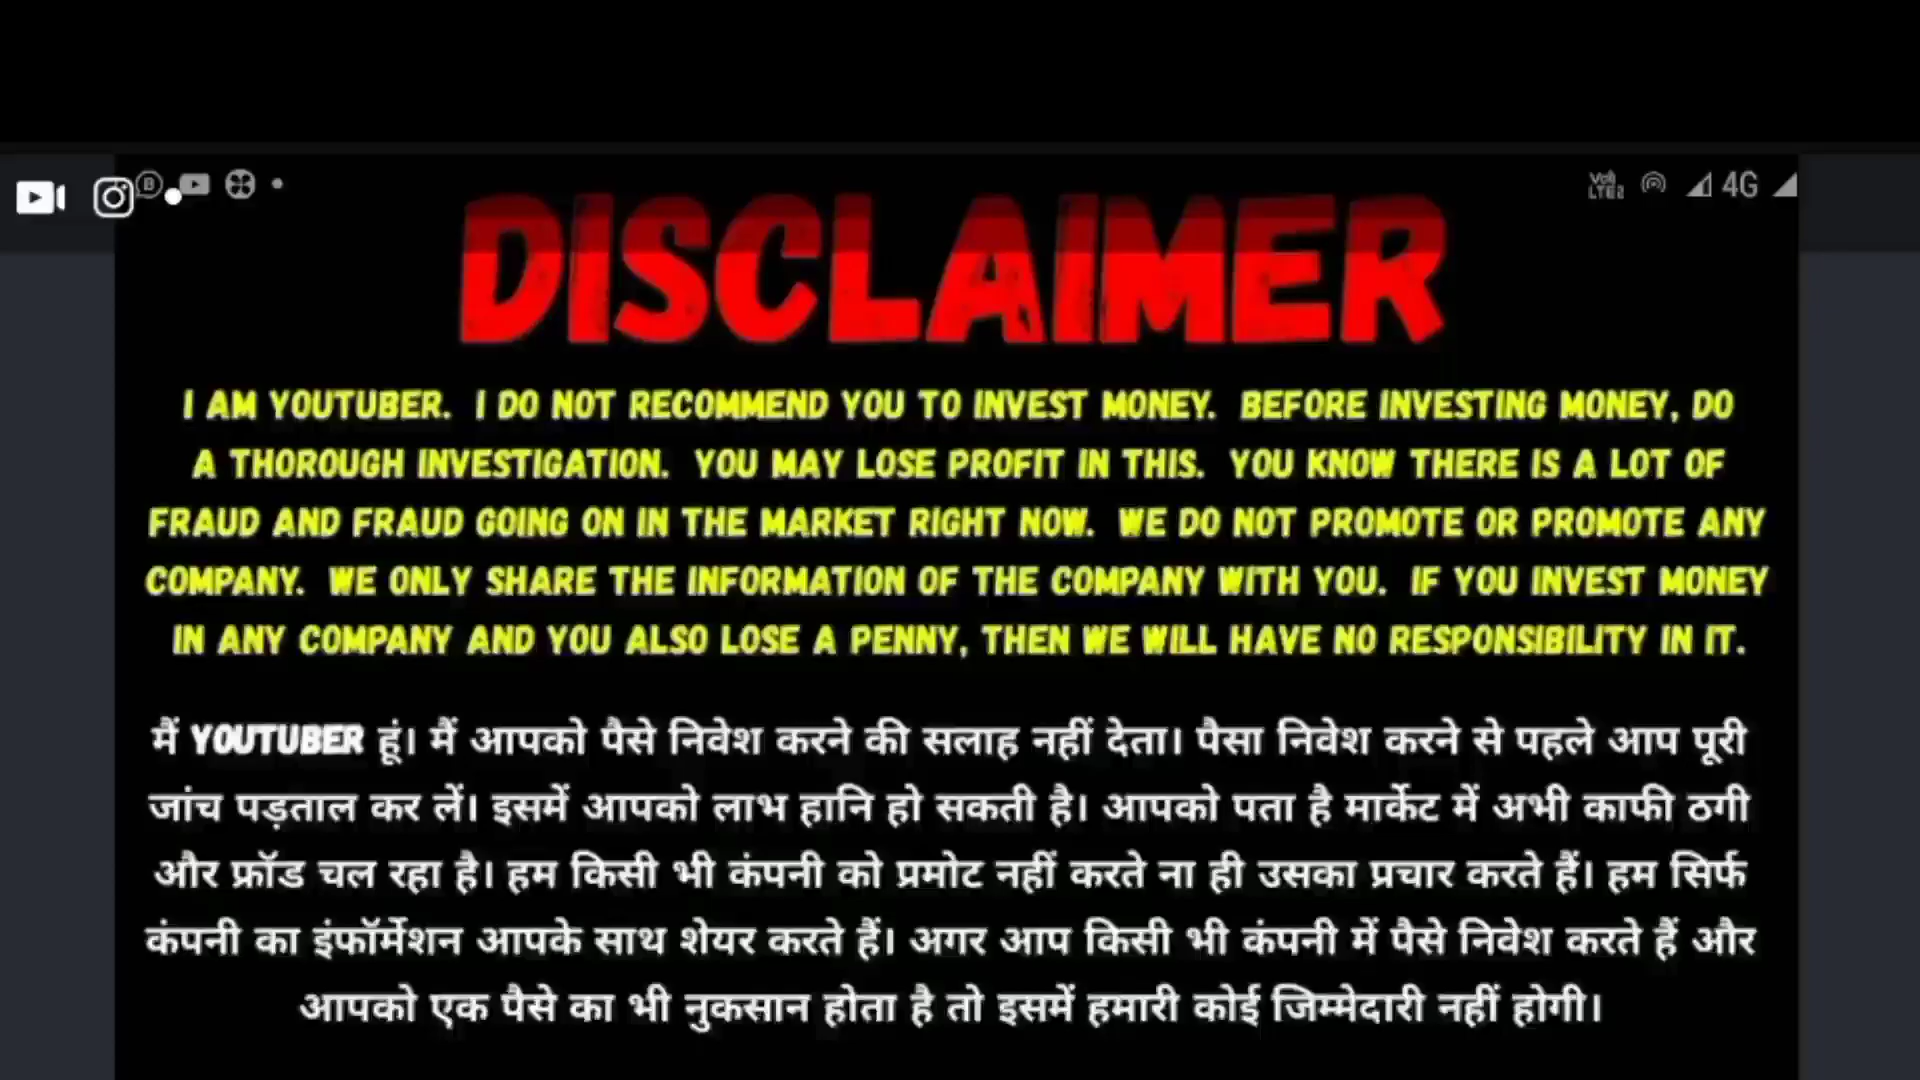 4G
DISCLAIMER
I AM YOUTUBER. I DO NOT RECOMMEND YOU TO INVEST MONEY. BEFORE INVESTING MONEY, DO
A THOROUGH INVESTIGATION. YOU MAY LOSE PROFIT IN THIS. YOU KNOW THERE IS A LOT OF
FRAUD AND FRAUD GOING ON IN THE MARKET RIGHT NOW. WE DO NOT PROMOTE OR PROMOTE ANY
COMPANY. WE ONLY SHARE THE INFORMATION OF THE COMPANY WITH YOU. IF YOU INVEST MONEY
IN ANY COMPANY AND YOU ALSO LOSE A PENNY, THEN WE WILL HAVE NO RESPONSIBILITY IN IT.
मैं YOUTUBER हूं। मैं आपको पैसे निवेश करने की सलाह नहीं देता। पैसा निवेश करने से पहले आप पूरी
जांच पड़ताल कर लें। इसमें आपको लाभ हानि हो सकती है। आपको पता है मार्केट में अभी काफी ठगी
और फ्रॉड चल रहा है। हम किसी भी कंपनी को प्रमोट नहीं करते ना ही उसका प्रचार करते हैं। हम सिर्फ
कंपनी का इंफॉर्मेशन आपके साथ शेयर करते हैं। अगर आप किसी भी कंपनी में पैसे निवेश करते हैं और
आपको एक पैसे का भी नुकसान होता है तो इसमें हमारी कोई जिम्मेदारी नहीं होगी।